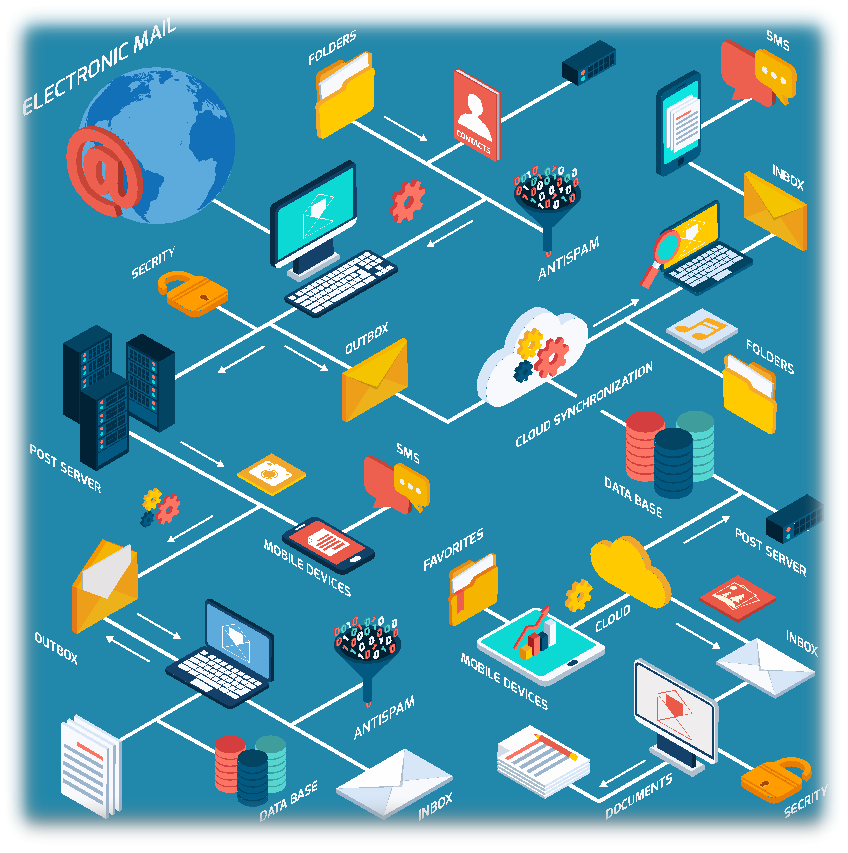 ELECTRONIC MAIL
FOLDERS
SMS
CONTACTS
INBOX
ANTISPAM
SECRITY
OUTBOX
FOLDERS
CLOUD SYNCHRONIZATION
POST SERVER
SMS
DATA BASE
POST SERVER
MOBILE DEVICES
FAVORITES
CLOUD
INBOX
OUTBOX
MOBILE DEVICES
ANTISPAM
DATA BASE
INBOX
DOCUMENTS
SECRITY